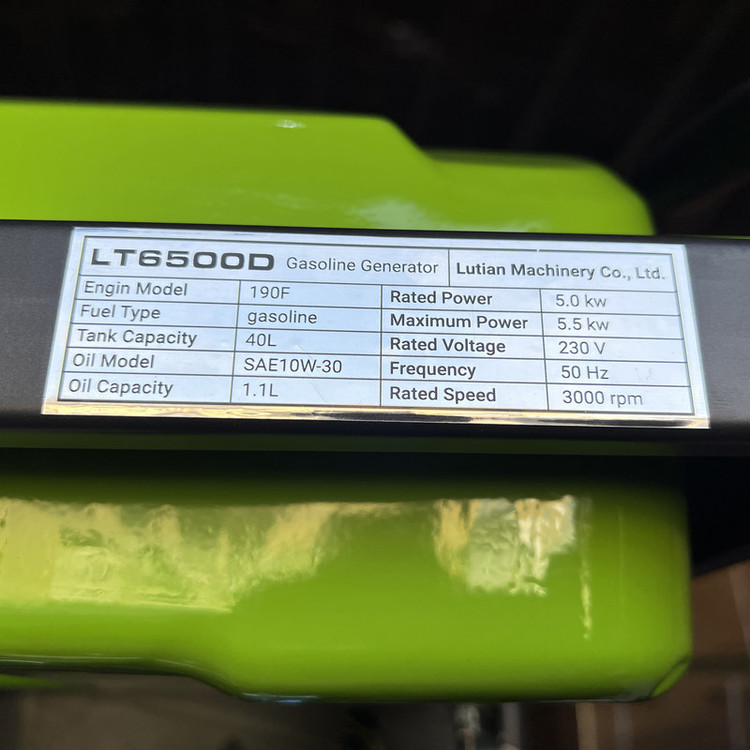 LT6500D Gasoline Generator Lutian Machinery Co., Ltd.
Engin Model 190F Rated Power 5.0 kw
Fuel Type gasoline Maximum Power 5.5 kw
Tank Capacity 40L Rated Voltage 230 V
Oil Model SAE10W-30 Frequency 50 Hz
Oil Capacity 1.1L Rated Speed 3000 rpm